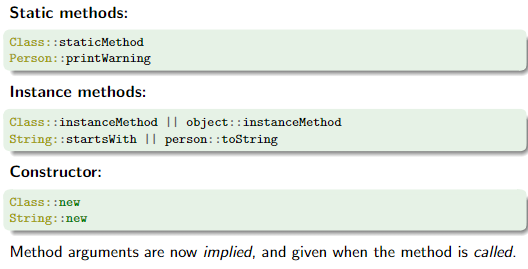 Static methods:
Class::staticMethod
Person::printWarning
Instance methods:
Class::instanceMethod || object::instanceMethod
String::startsWith || person::toString
Constructor:
Class::new
String::new
Method arguments are now implied, and given when the method is called.